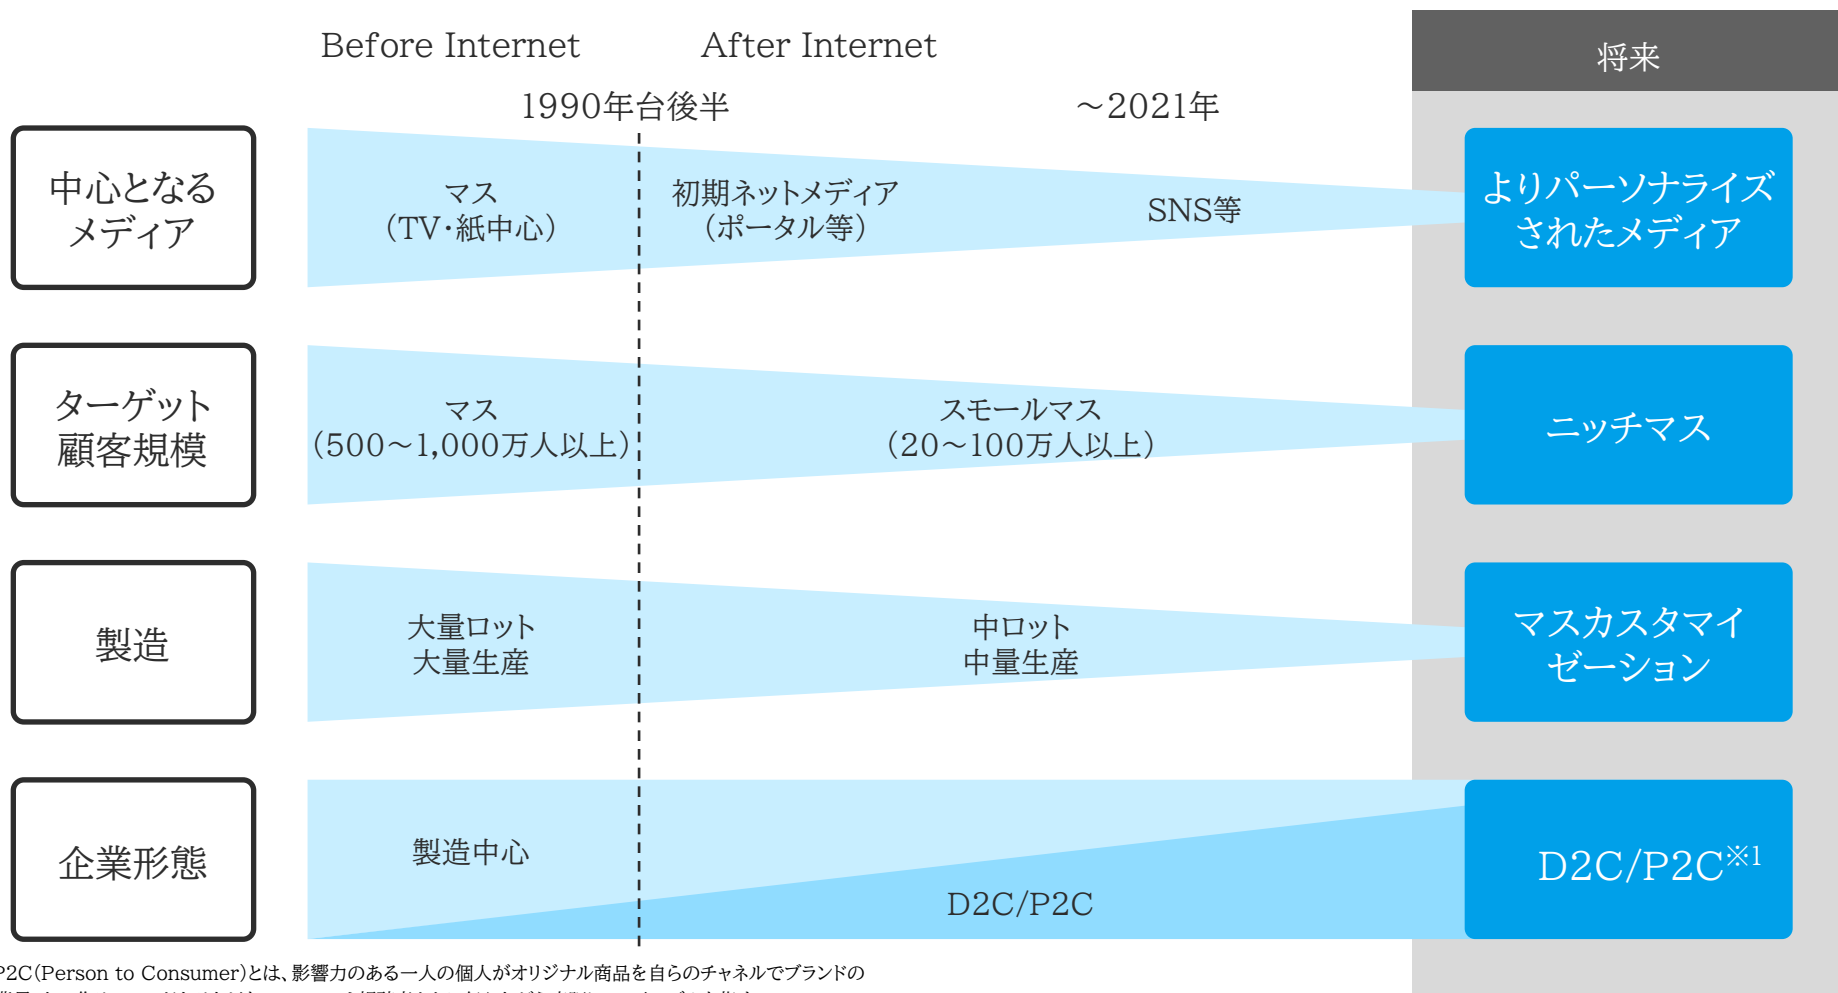 Before Internet
After Internet
将来
1990年台後半
～2021年
中心となる
メディア
マス
（TV・紙中心）
初期ネットメディア
（ポータル等）
SNS等
よりパーソナライズ
されたメディア
ターゲット
顧客規模
マス
（500～1,000万人以上）
スモールマス
（20～100万人以上）
ニッチマス
製造
大量ロット
大量生産
中ロット
中量生産
マスカスタマイ
ゼーション
企業形態
製造中心
D2C/P2C
D2C/P2C※1
P2C（Person to Consumer）とは、影響力のある一人の個人がオリジナル商品を自らのチャネルでブランドの